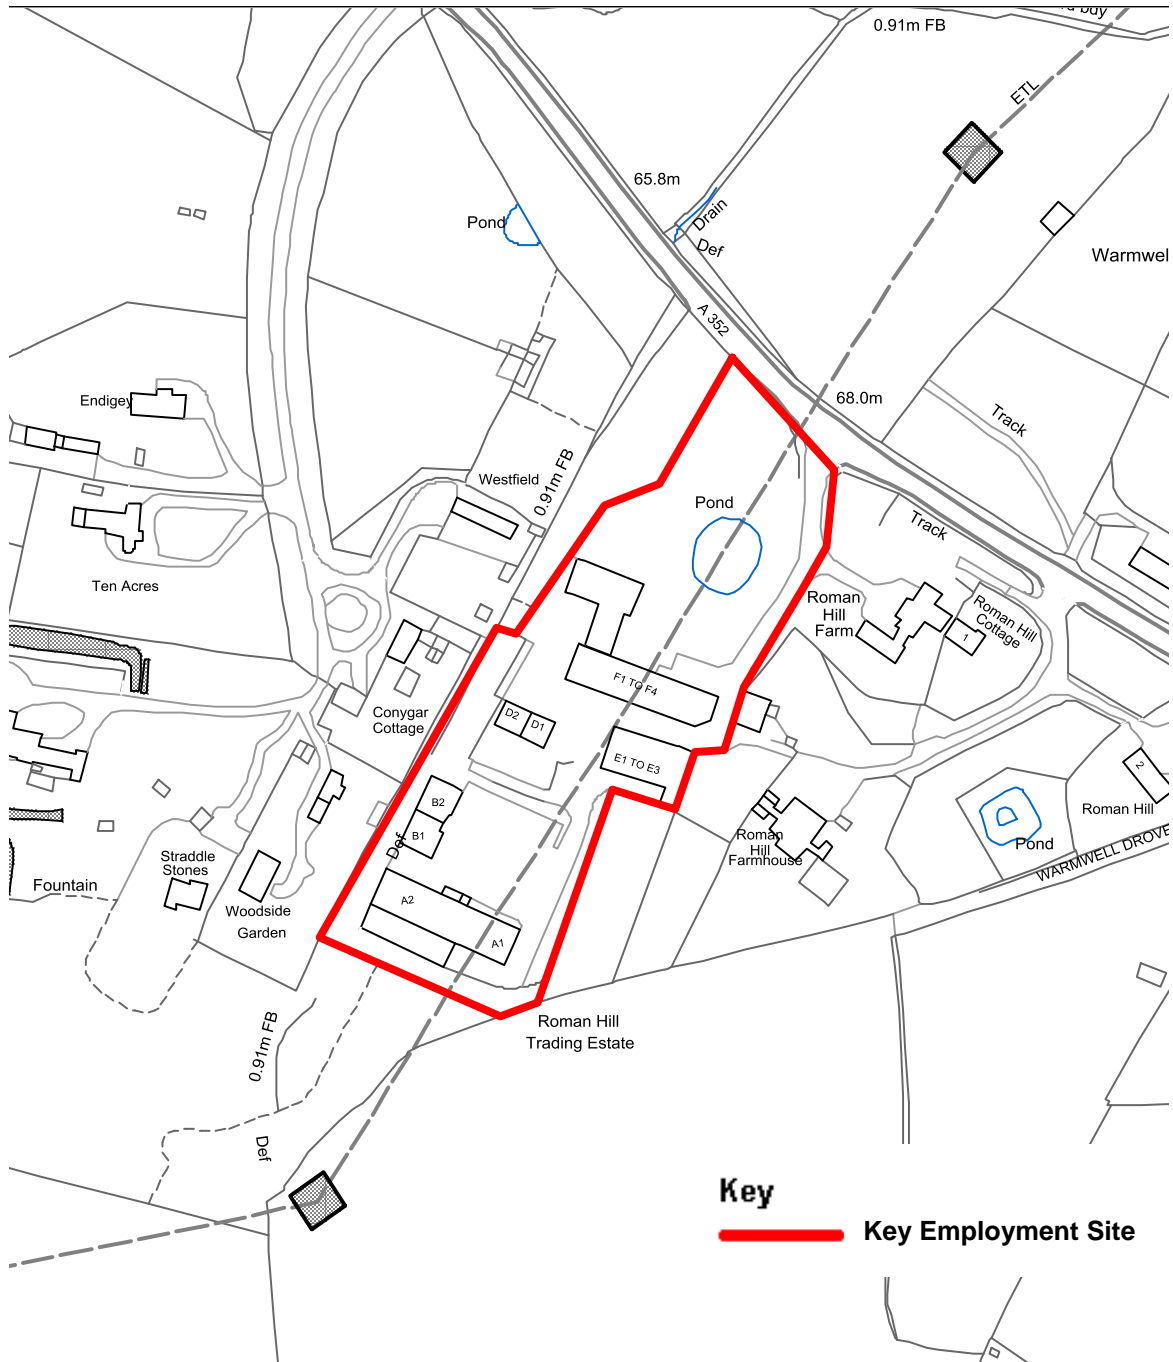 0.91m FB
ETL
65.8m
Drain
Def
Pond
Warmwel
A 352
68.0m
Endigey
Track
Westfield
0.91m FB
Pond
Track
Ten Acres
Roman
Hill
Farm
Roman Hill
Cottage
1
F1 TO F4
Conygar
Cottage
D2
D1
E1 TO E3
2
B2
B1
Def
Roman Hill
Roman
Hill
Farmhouse
Pond
WARMWELL DROVE
Straddle
Stones
Fountain
A2
A1
Woodside
Garden
Roman Hill
Trading Estate
0.91m FB
Def
Key
Key Employment Site